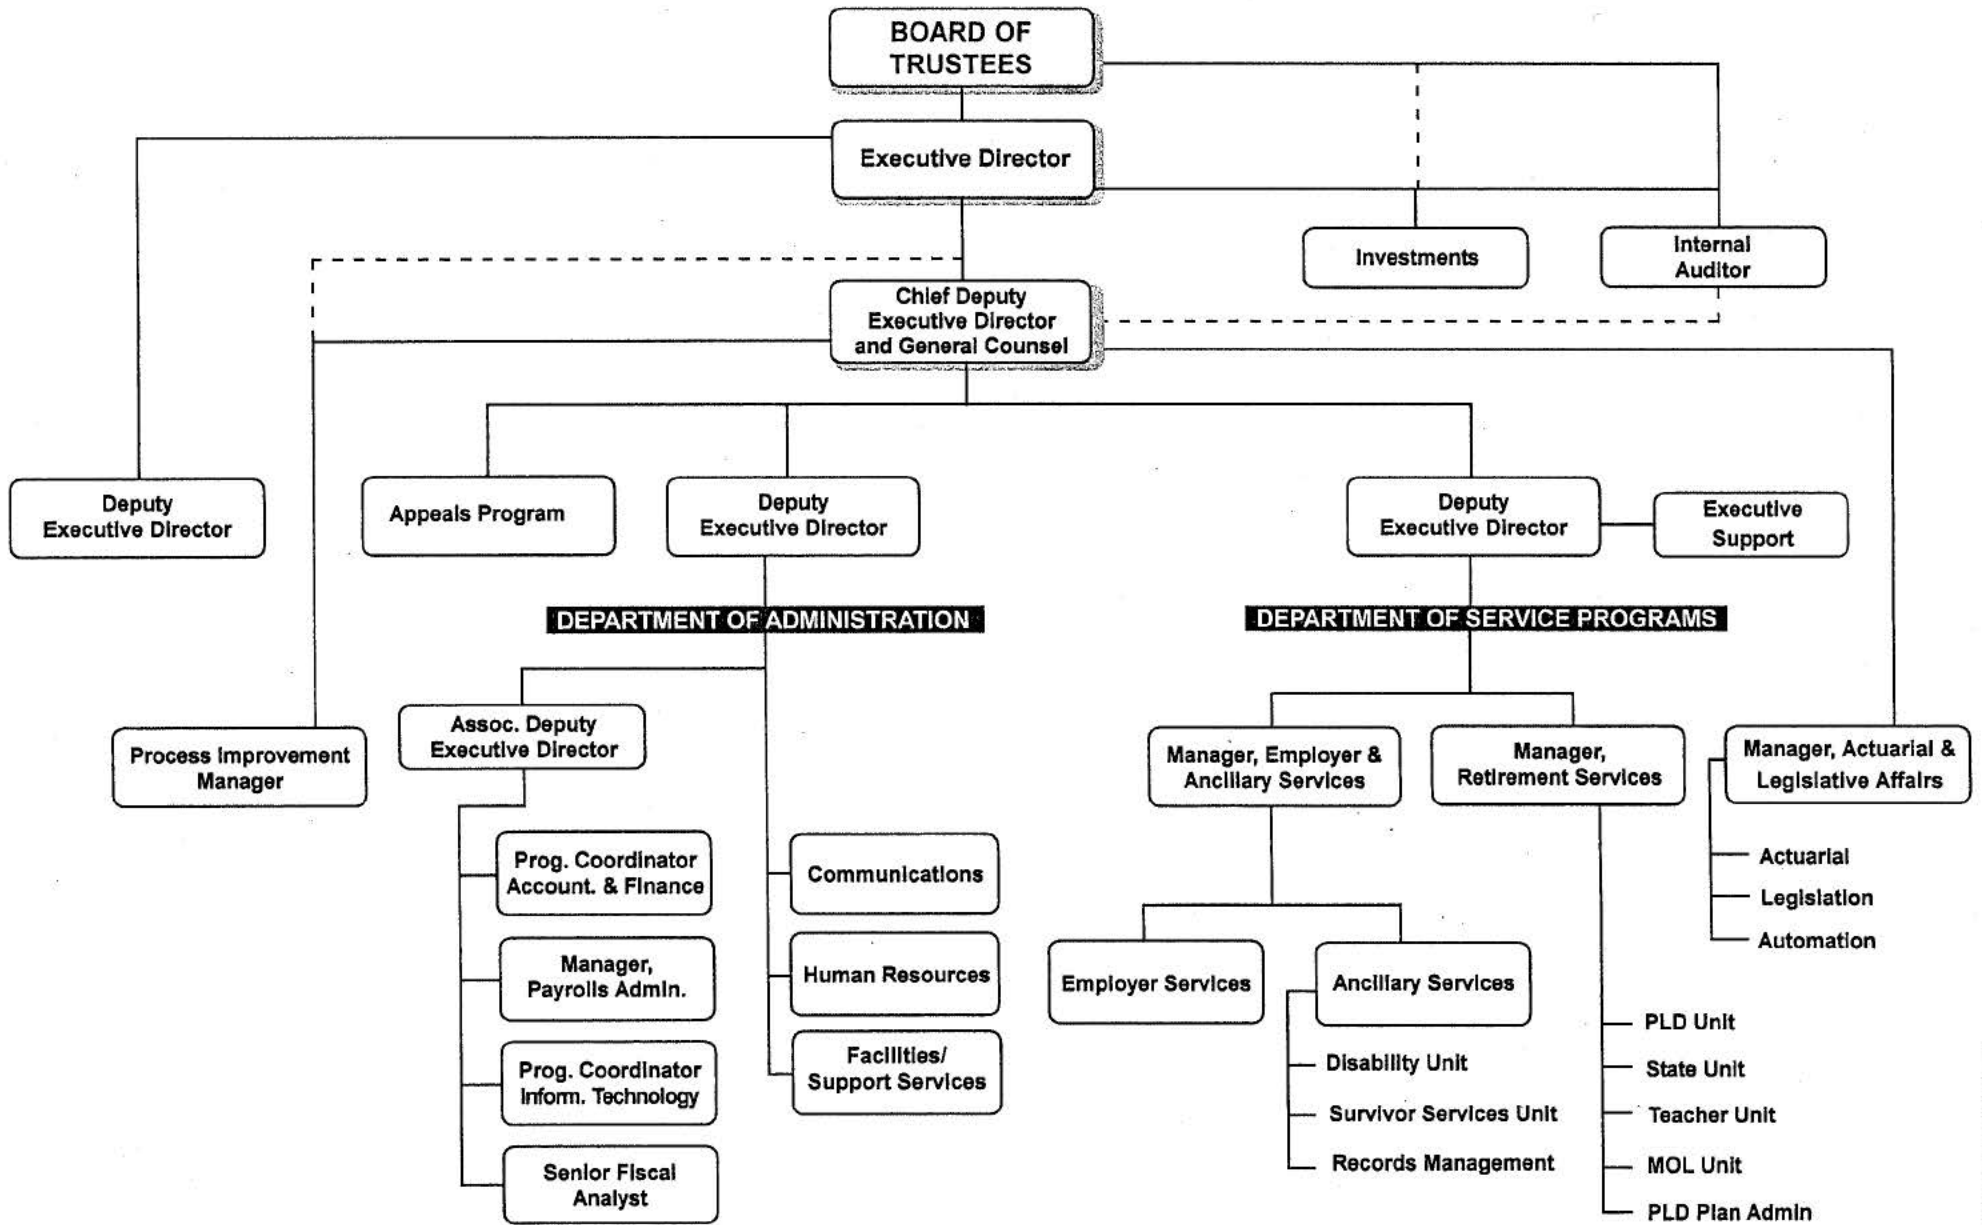 BOARD OF
TRUSTEES
Executive Director
Investments
Internal
Auditor
Chief Deputy
Executive Director
and General Counsel
Deputy
Executive Director
Appeals Program
Deputy
Executive Director
Deputy
Executive Director
Executive
Support
DEPARTMENT OF ADMINISTRATION
DEPARTMENT OF SERVICE PROGRAMS
Process Improvement
Manager
Assoc. Deputy
Executive Director
Manager, Employer &
Ancillary Services
Manager,
Retirement Services
Manager, Actuarial &
Legislative Affairs
Prog. Coordinator
Account. & Finance
Communications
Actuarial
Legislation
Automation
Manager,
Payrolls Admin.
Human Resources
Employer Services
Ancillary Services
Prog. Coordinator
Inform. Technology
Facilities/
Support Services
Disability Unit
Survivor Services Unit
Records Management
PLD Unit
State Unit
Teacher Unit
MOL Unit
PLD Plan Admin
Senior Fiscal
Analyst